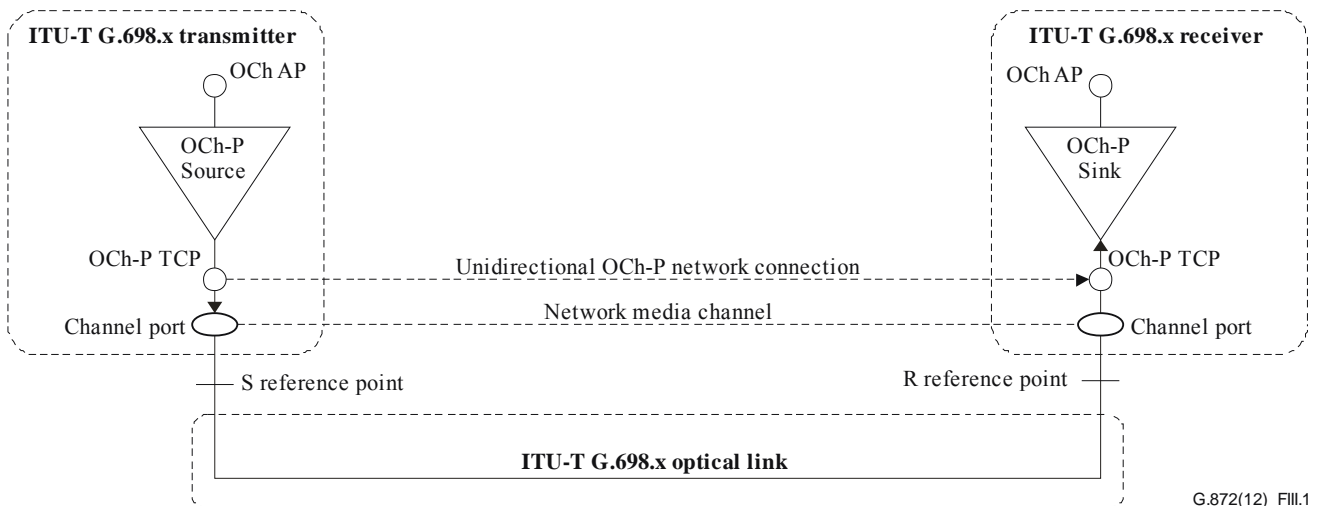 ITU-T G.698.x transmitter
ITU-T G.698.x receiver
OCh AP
OCh AP
OCh-P
Source
OCh-P
Sink
OCh-P TCP
Unidirectional OCh-P network connection
OCh-P TCP
Channel port
Network media channel
Channel port
S reference point
R reference point
ITU-T G.698.x optical link
G.872(12)_FIII.1